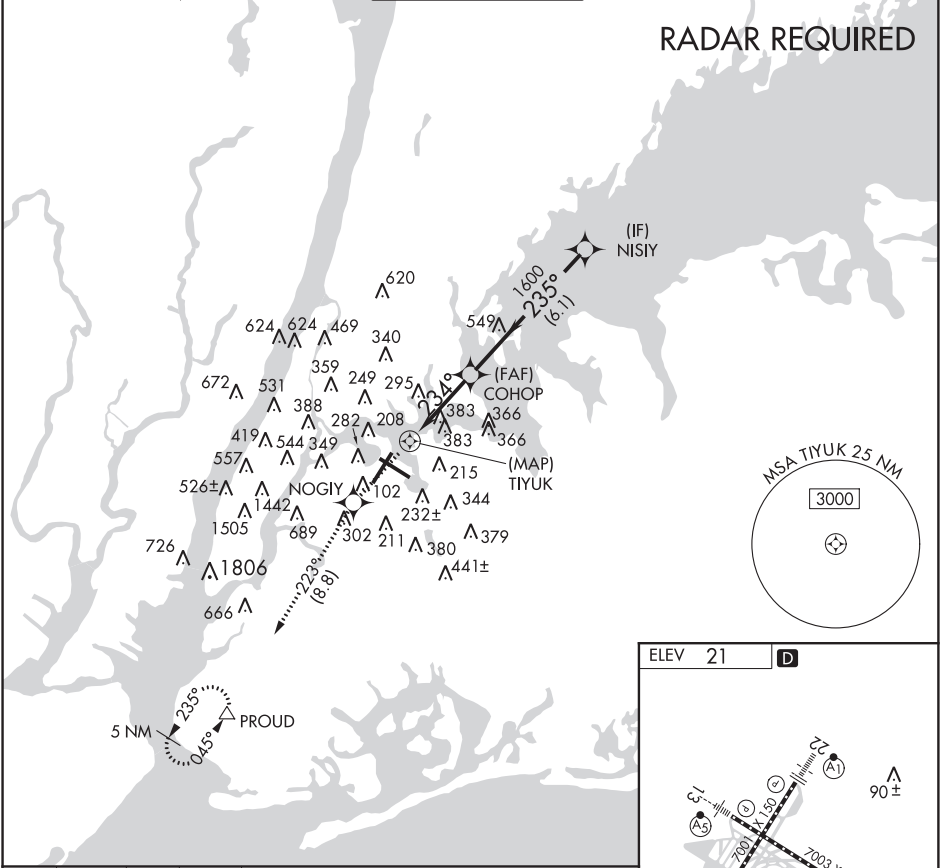 RADAR REQUIRED
(IF)
NISIY
1600
235°
(6.1)
620
549
624
624
469
340
(FAF)
COHOP
359
249
295
234°
672
531
388
383
366
282
208
383
366
419
544
349
(MAP)
TIYUK
557
215
MSA TIYUK 25 NM
3000
526±
NOGIY
102
1442
232±
344
1505
689
302
211
379
380
726
1806
223°
(8.8)
441±
666
235°
PROUD
5 NM
045°
ELEV 21
D
22
A1
90±
13
P
P
A5
7001 X 150
7003 X